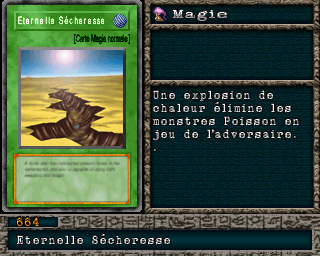 Eternelle Sécheresse
[Carte Magie normale]
Magie
Une explosion de
chaleur élimine les
monstres Poisson en
jeu de l'adversaire.
.
664
Eternelle Sécheresse